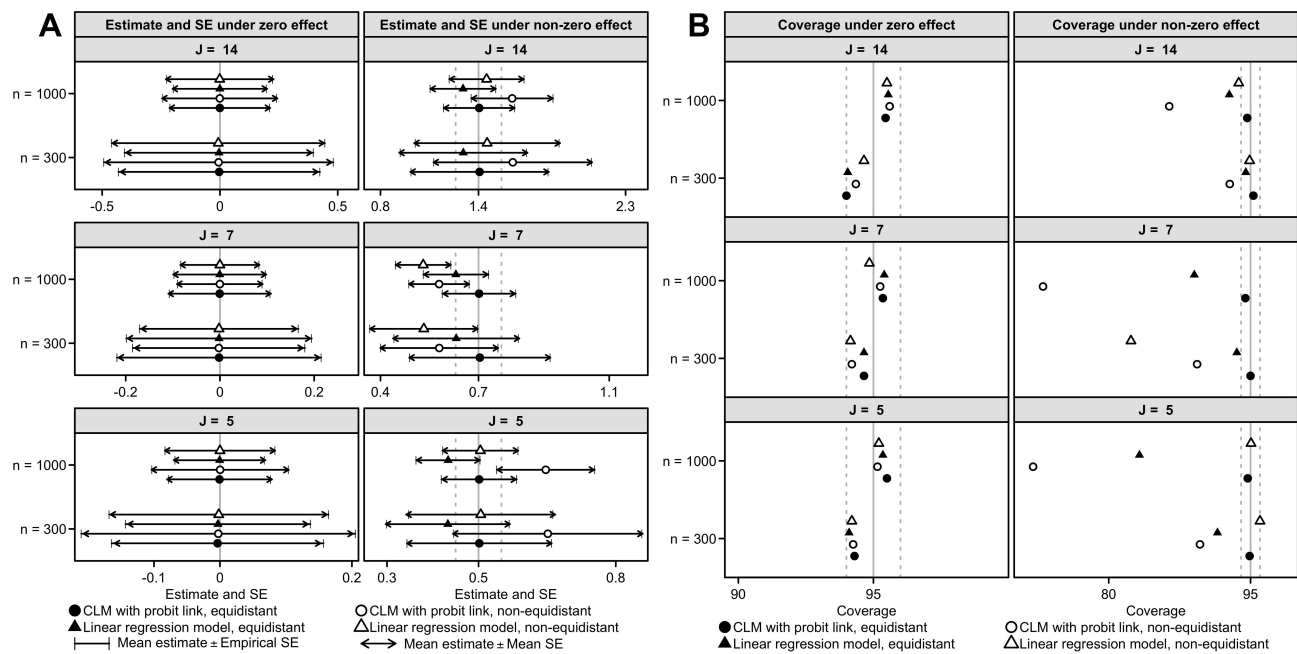 A
Estimate and SE under zero effect
Estimate and SE under non-zero effect
J = 14
J = 14
n = 1000
n = 300
-0.5 0 0.5
0.8 1.4 2.3
J = 7
J = 7
n = 1000
n = 300
-0.2 0 0.2
0.4 0.7 1.1
J = 5
J = 5
n = 1000
n = 300
-0.1 0 0.2
0.3 0.5 0.8
Estimate and SE
Estimate and SE
CLM with probit link, equidistant
CLM with probit link, non-equidistant
Linear regression model, equidistant
Linear regression model, non-equidistant
Mean estimate ± Empirical SE
Mean estimate ± Mean SE
B
Coverage under zero effect
Coverage under non-zero effect
J = 14
J = 14
n = 1000
n = 300
J = 7
J = 7
n = 1000
n = 300
J = 5
J = 5
n = 1000
n = 300
90 95
80 95
Coverage
Coverage
CLM with probit link, equidistant
CLM with probit link, non-equidistant
Linear regression model, equidistant
Linear regression model, non-equidistant